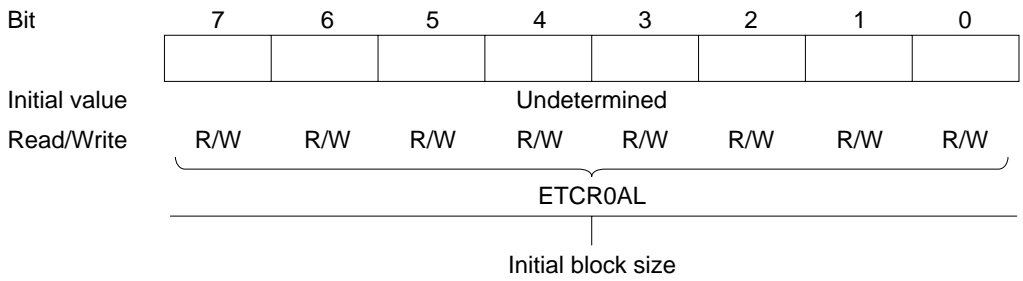 Bit 7 6 5 4 3 2 1 0
Initial value Undetermined
Read/Write R/W R/W R/W R/W R/W R/W R/W R/W
ETCR0AL
Initial block size